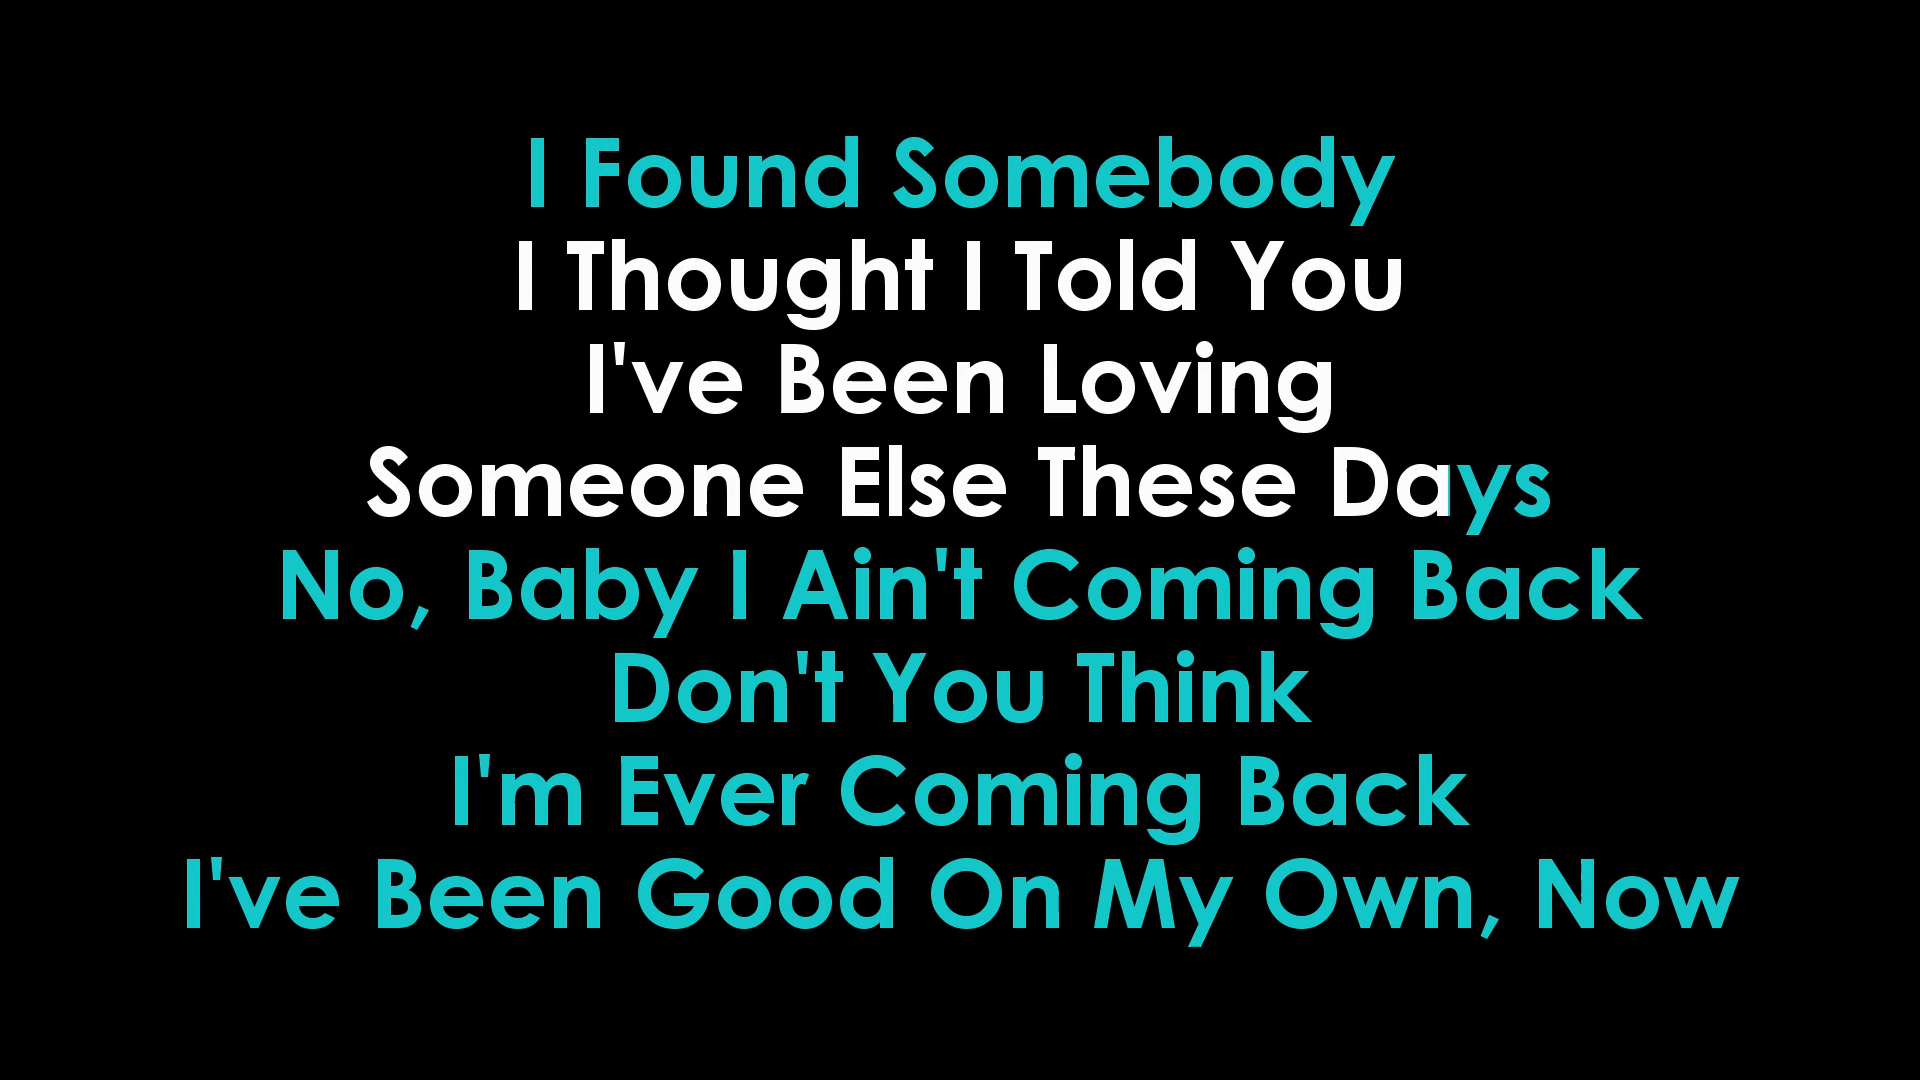 I Found Somebody
I Thought I Told You
I've Been Loving
Someone Else These Days
No, Baby I Ain't Coming Back
Don't You Think
I'm Ever Coming Back
I've Been Good On My Own, Now